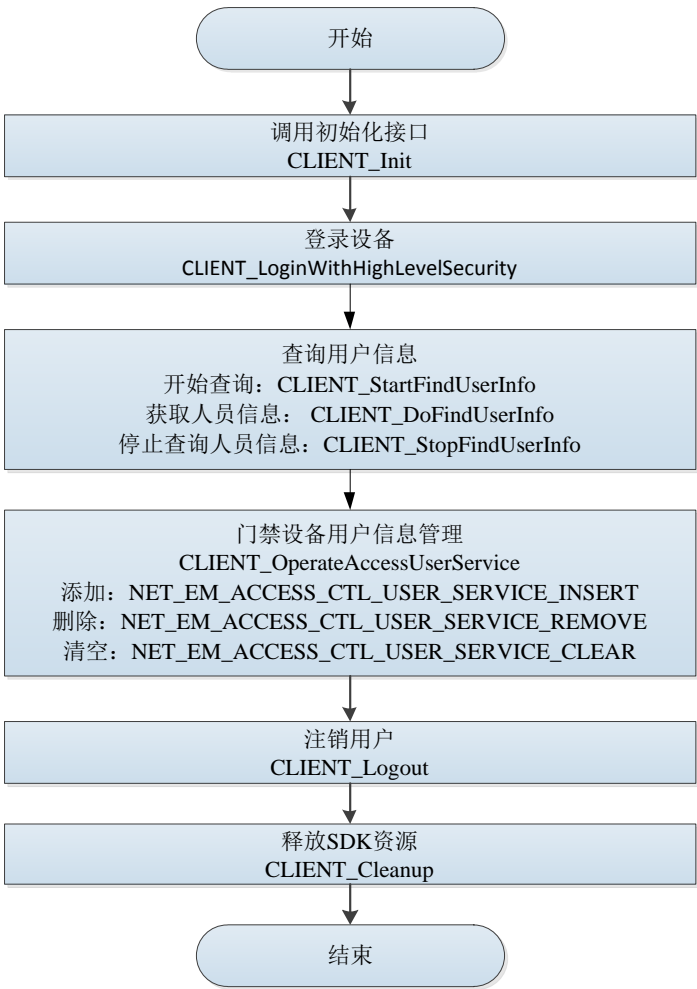 开始
调用初始化接口
CLIENT_Init
登录设备
CLIENT_LoginWithHighLevelSecurity
查询用户信息
开始查询：CLIENT_StartFindUserInfo
获取人员信息： CLIENT_DoFindUserInfo
停止查询人员信息：CLIENT_StopFindUserInfo
门禁设备用户信息管理
CLIENT_OperateAccessUserService
添加：NET_EM_ACCESS_CTL_USER_SERVICE_INSERT
删除：NET_EM_ACCESS_CTL_USER_SERVICE_REMOVE
清空：NET_EM_ACCESS_CTL_USER_SERVICE_CLEAR
注销用户
CLIENT_Logout
释放SDK资源
CLIENT_Cleanup
结束